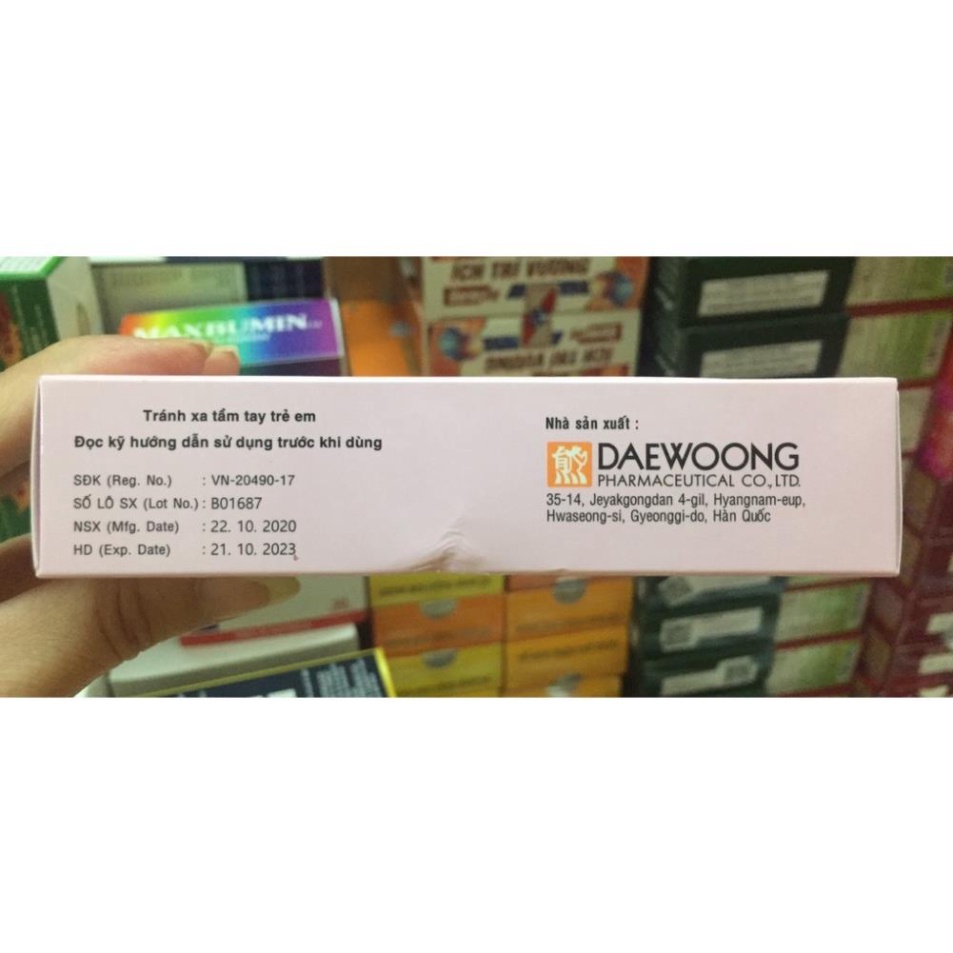 ÍCH TRÍ VƯƠNG
MAXBUMIN
Tránh xa tầm tay trẻ em
Đọc kỹ hướng dẫn sử dụng trước khi dùng
SĐK (Reg. No.) : VN-20490-17
SỐ LÔ SX (Lot No.) : B01687
NSX (Mfg. Date) : 22. 10. 2020
HD (Exp. Date) : 21. 10. 2023
Nhà sản xuất :
DAEWOONG
PHARMACEUTICAL CO.,LTD.
35-14, Jeyakgongdan 4-gil, Hyangnam-eup,
Hwaseong-si, Gyeonggi-do, Hàn Quốc